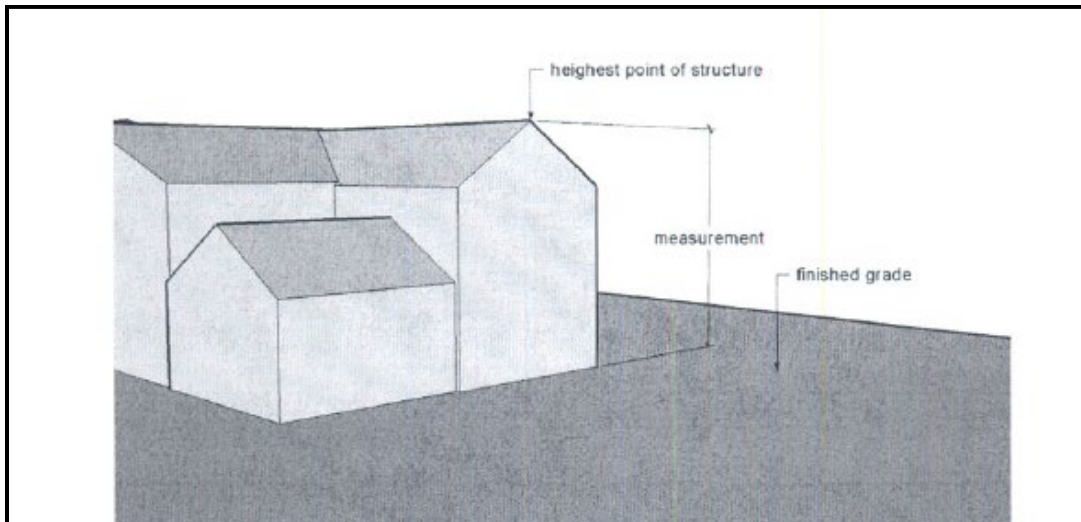 heighest point of structure
measurement
finished grade